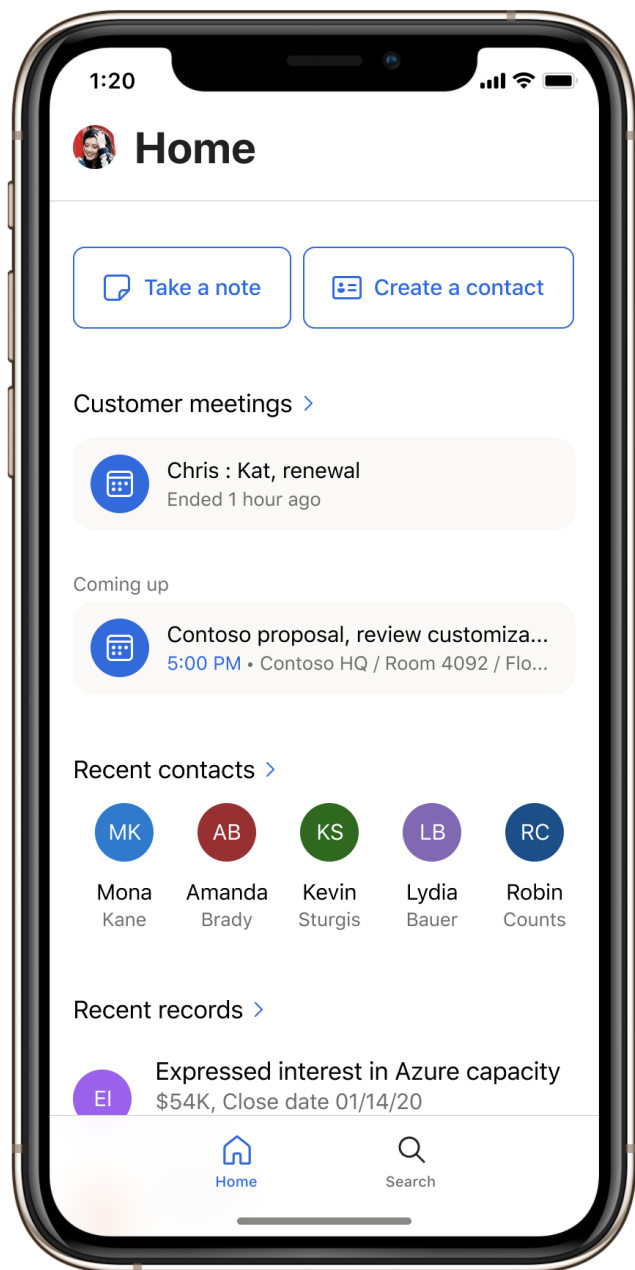 1:20
Home
Take a note
Create a contact
Customer meetings
Chris : Kat, renewal
Ended 1 hour ago
Coming up
Contoso proposal, review customiza...
5:00 PM • Contoso HQ / Room 4092 / Flo...
Recent contacts
MK AB KS LB RC
Mona Amanda Kevin Lydia Robin
Kane Brady Sturgis Bauer Counts
Recent records
EI
Expressed interest in Azure capacity
$54K, Close date 01/14/20
Home
Search